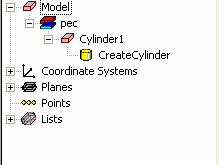 Model
pec
Cylinder1
CreateCylinder
Coordinate Systems
Planes
Points
Lists